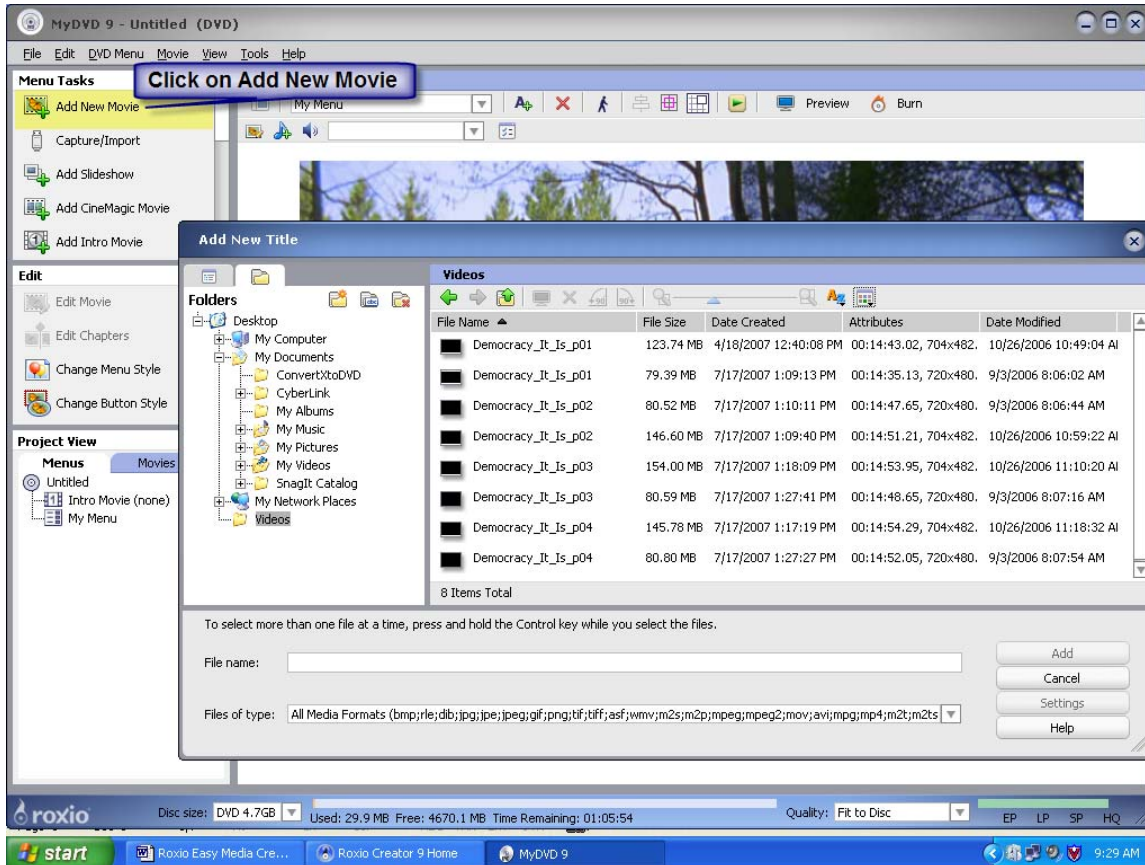 MyDVD 9 - Untitled (DVD)
File Edit DVD Menu Movie View Tools Help
Menu Tasks
Click on Add New Movie
Add New Movie
My Menu
Preview
Burn
Capture/Import
Add Slideshow
Add CineMagic Movie
Add Intro Movie
Edit
Edit Movie
Edit Chapters
Change Menu Style
Change Button Style
Project View
Menus Movies
Untitled
Intro Movie (none)
My Menu
Add New Title
Folders
Desktop
My Computer
My Documents
ConvertXtoDVD
CyberLink
My Albums
My Music
My Pictures
My Videos
SnagIt Catalog
My Network Places
Videos
Videos
File Name File Size Date Created Attributes Date Modified
Democracy_It_Is_p01 123.74 MB 4/18/2007 12:40:08 PM 00:14:43.02, 704x482. 10/26/2006 10:49:04 AM
Democracy_It_Is_p01 79.39 MB 7/17/2007 1:09:13 PM 00:14:35.13, 720x480. 9/3/2006 8:06:02 AM
Democracy_It_Is_p02 80.52 MB 7/17/2007 1:10:11 PM 00:14:47.65, 720x480. 9/3/2006 8:06:44 AM
Democracy_It_Is_p02 146.60 MB 7/17/2007 1:09:40 PM 00:14:51.21, 704x482. 10/26/2006 10:59:22 AM
Democracy_It_Is_p03 154.00 MB 7/17/2007 1:18:09 PM 00:14:53.95, 704x482. 10/26/2006 11:10:20 AM
Democracy_It_Is_p03 80.59 MB 7/17/2007 1:27:41 PM 00:14:48.65, 720x480. 9/3/2006 8:07:16 AM
Democracy_It_Is_p04 145.78 MB 7/17/2007 1:17:19 PM 00:14:54.29, 704x482. 10/26/2006 11:18:32 AM
Democracy_It_Is_p04 80.80 MB 7/17/2007 1:27:27 PM 00:14:52.05, 720x480. 9/3/2006 8:07:54 AM
8 Items Total
To select more than one file at a time, press and hold the Control key while you select the files.
File name:
Files of type: All Media Formats (bmp;rle;dib;jpg;jpe;jpeg;gif;png;tif;tiff;asf;wmv;m2s;m2p;mpeg;mpeg2;mov;avi;mpg;mp4;m2t;m2ts
Add
Cancel
Settings
Help
roxio
Disc size: DVD 4.7GB Used: 29.9 MB Free: 4670.1 MB Time Remaining: 01:05:54 Quality: Fit to Disc EP LP SP HQ
start Roxio Easy Media Cre... Roxio Creator 9 Home MyDVD 9 9:29 AM